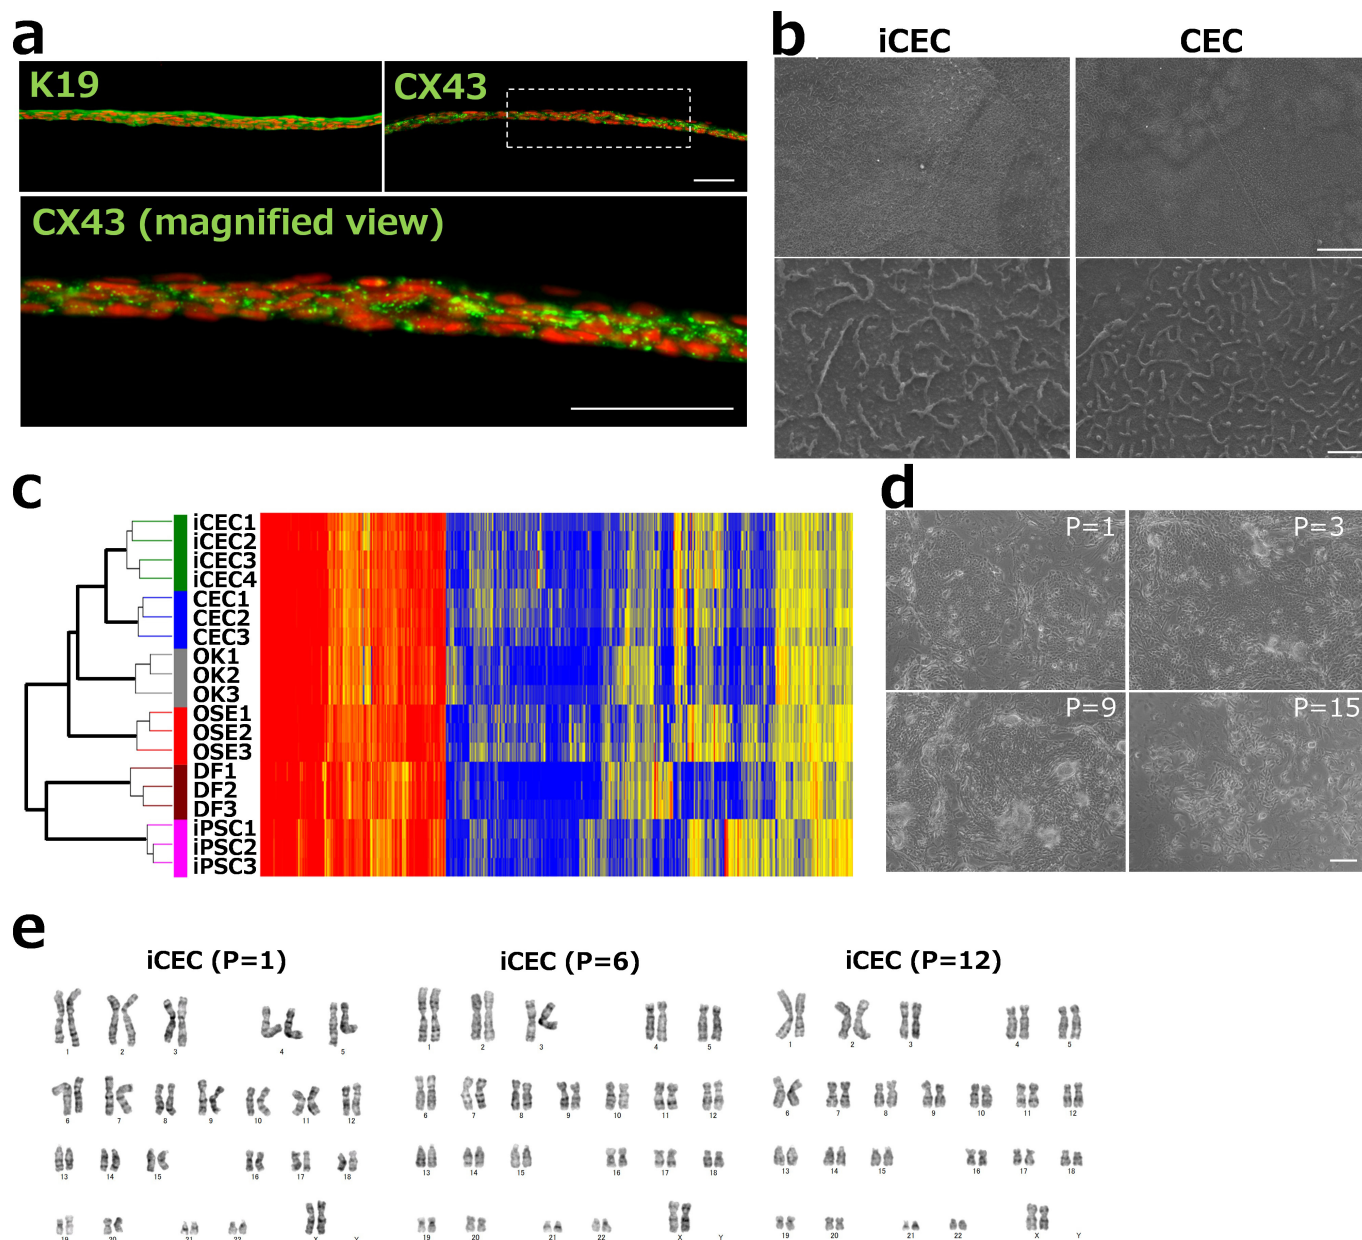 a
K19
CX43
CX43 (magnified view)
b
iCEC
CEC
c
iCEC1
iCEC2
iCEC3
iCEC4
CEC1
CEC2
CEC3
OK1
OK2
OK3
OSE1
OSE2
OSE3
DF1
DF2
DF3
iPSC1
iPSC2
iPSC3
d
P=1
P=3
P=9
P=15
e
iCEC (P=1)
1 2 3 4 5
6 7 8 9 10 11 12
13 14 15 16 17 18
19 20 21 22 X Y
iCEC (P=6)
1 2 3 4 5
6 7 8 9 10 11 12
13 14 15 16 17 18
19 20 21 22 X Y
iCEC (P=12)
1 2 3 4 5
6 7 8 9 10 11 12
13 14 15 16 17 18
19 20 21 22 X Y